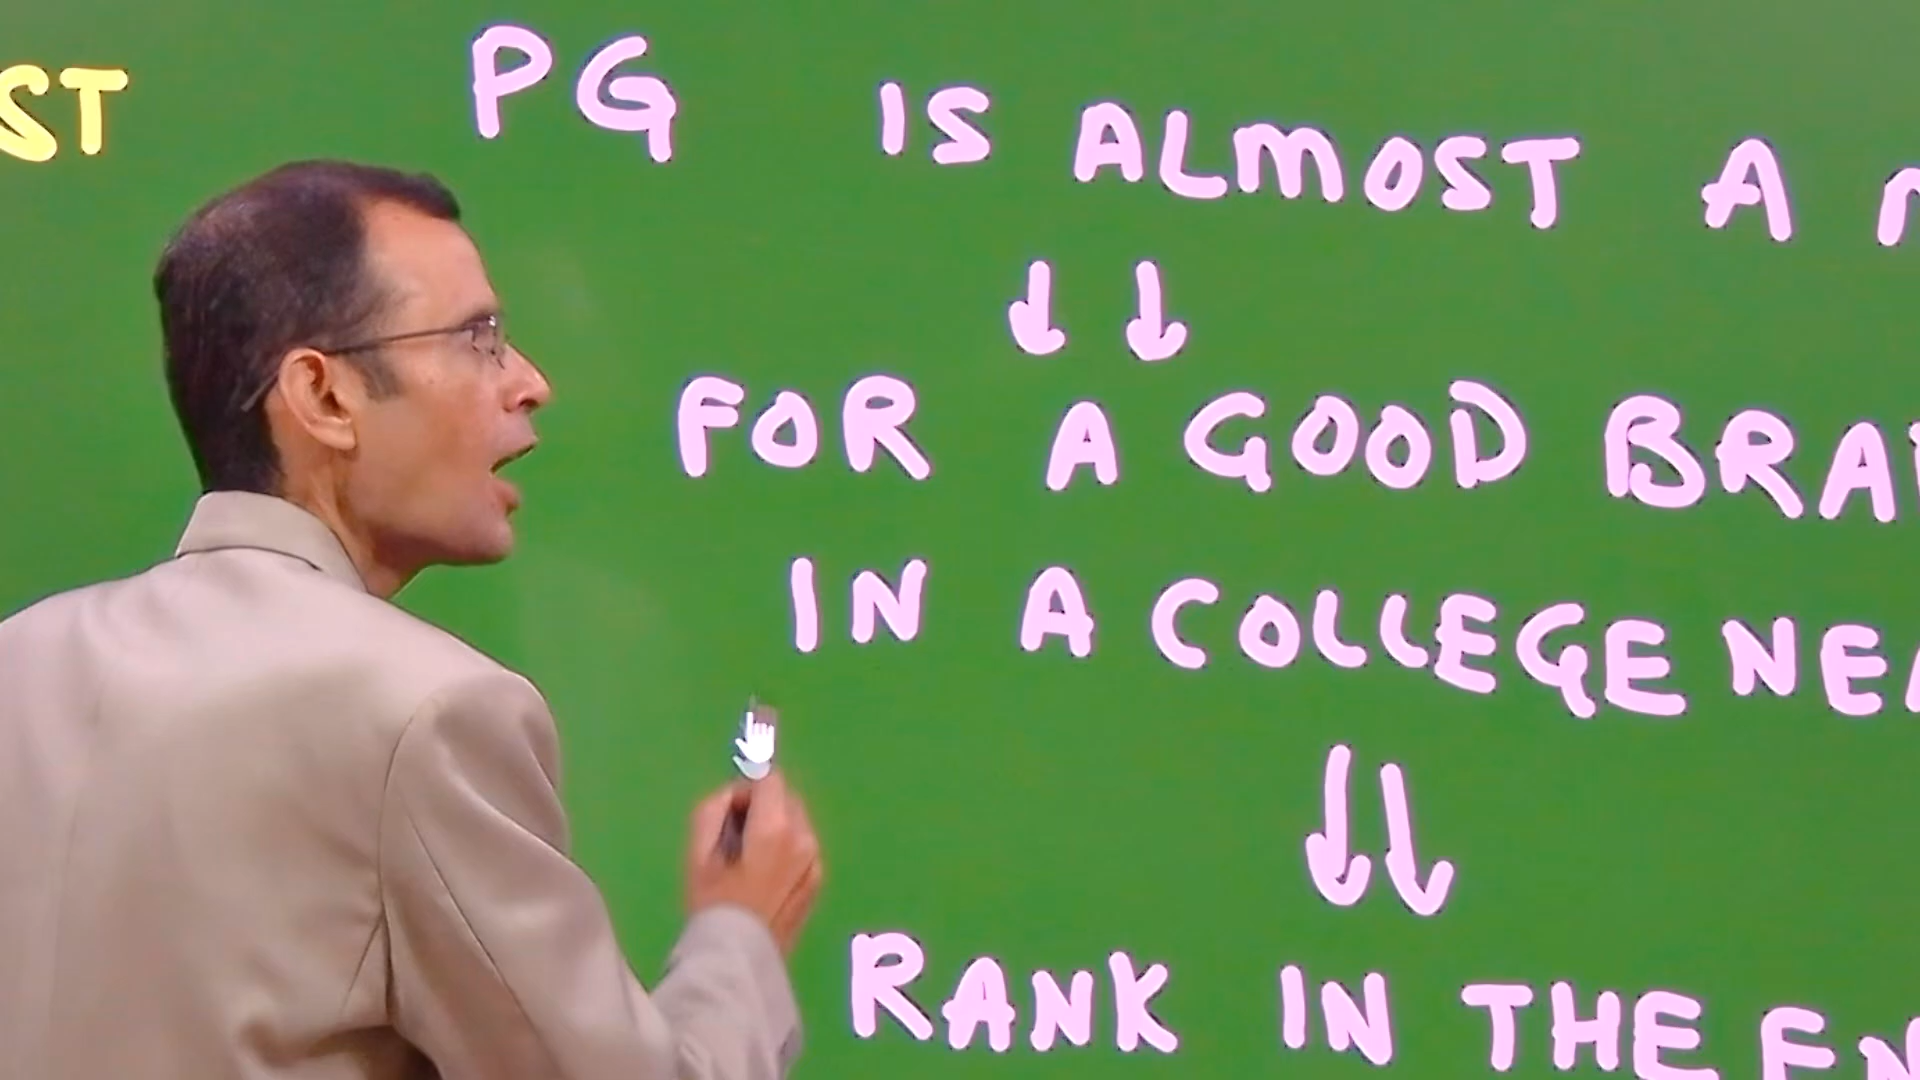 ST
PG IS ALMOST A
FOR A GOOD
IN A COLLEGE
RANK IN THE